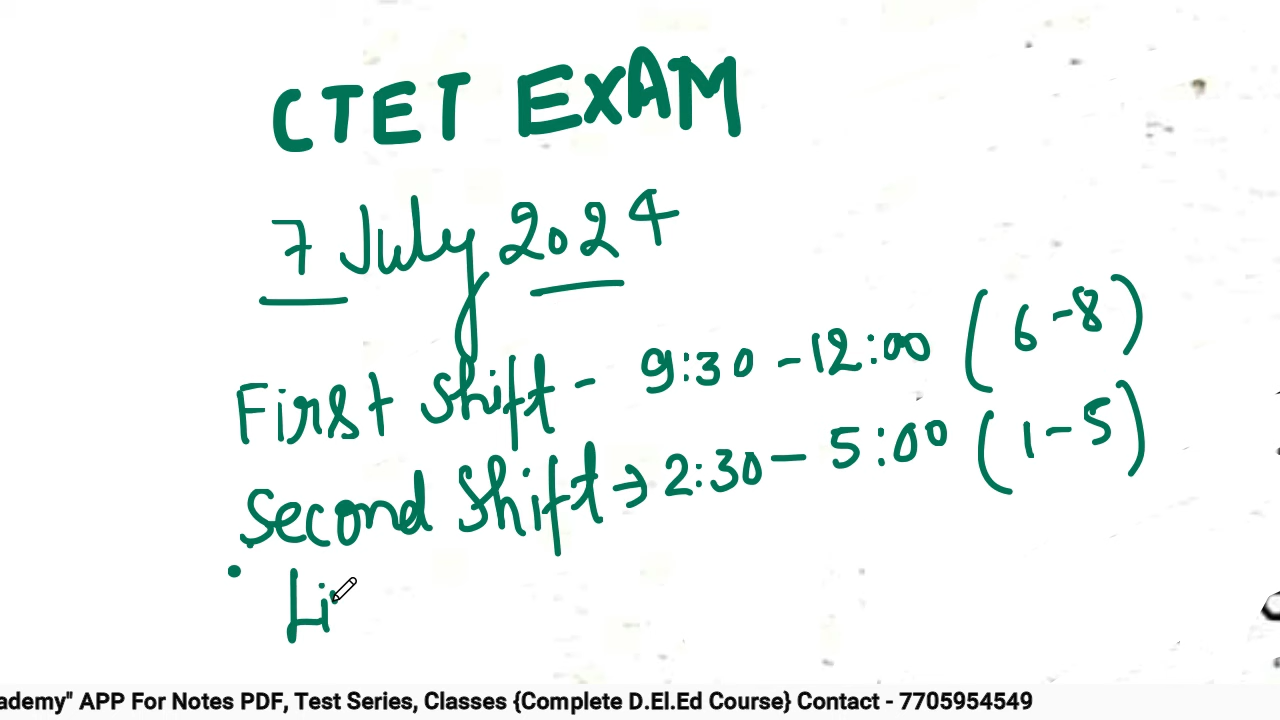 CTET EXAM
7 July 2024
First Shift - 9:30 - 12:00 (6-8)
Second Shift → 2:30 - 5:00 (1-5)
Li
ademy" APP For Notes PDF, Test Series, Classes {Complete D.El.Ed Course} Contact - 7705954549